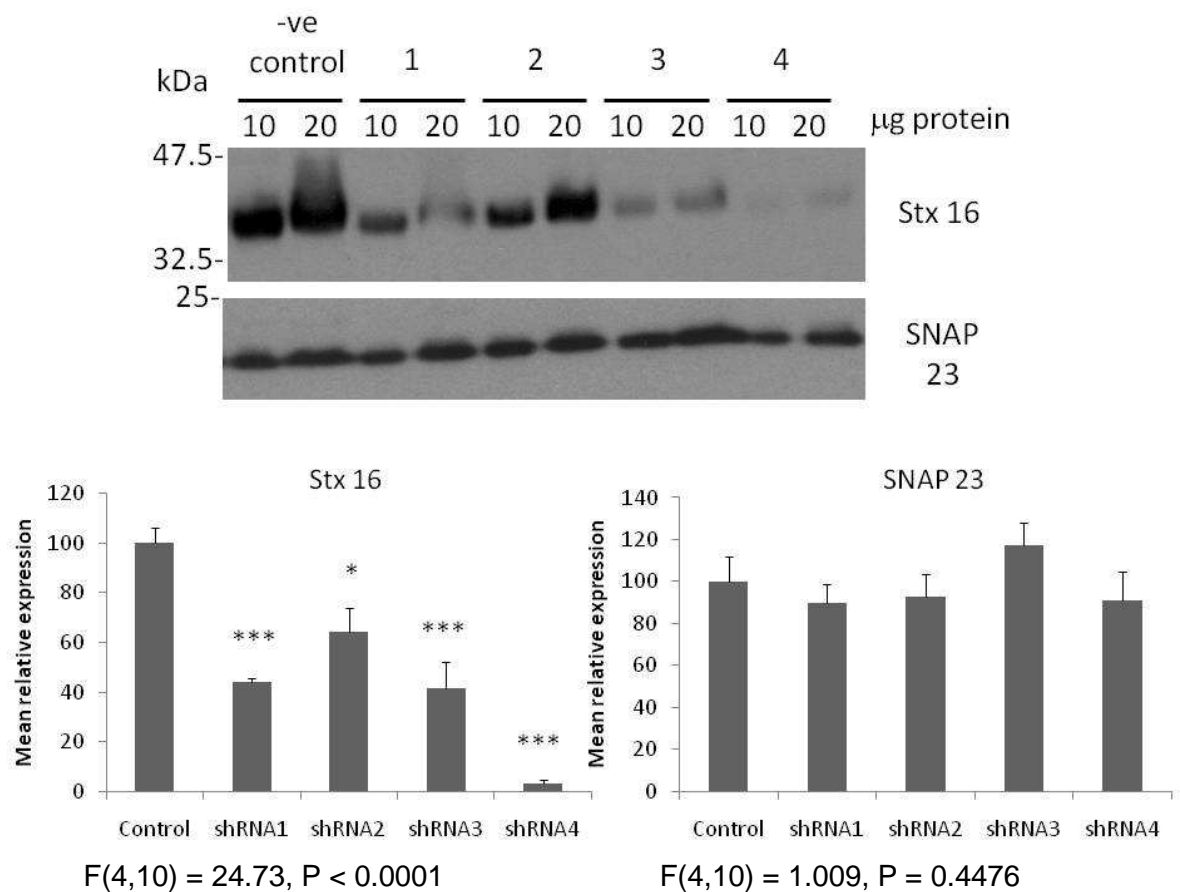 -ve
control 1 2 3 4
kDa
10 20 10 20 10 20 10 20 10 20 µg protein
47.5-
Stx 16
32.5-
25-
SNAP
23
Stx 16
120
100
80
60
40
20
0
Mean relative expression
***
*
***
***
Control shRNA1 shRNA2 shRNA3 shRNA4
F(4,10) = 24.73, P < 0.0001
SNAP 23
140
120
100
80
60
40
20
0
Mean relative expression
Control shRNA1 shRNA2 shRNA3 shRNA4
F(4,10) = 1.009, P = 0.4476